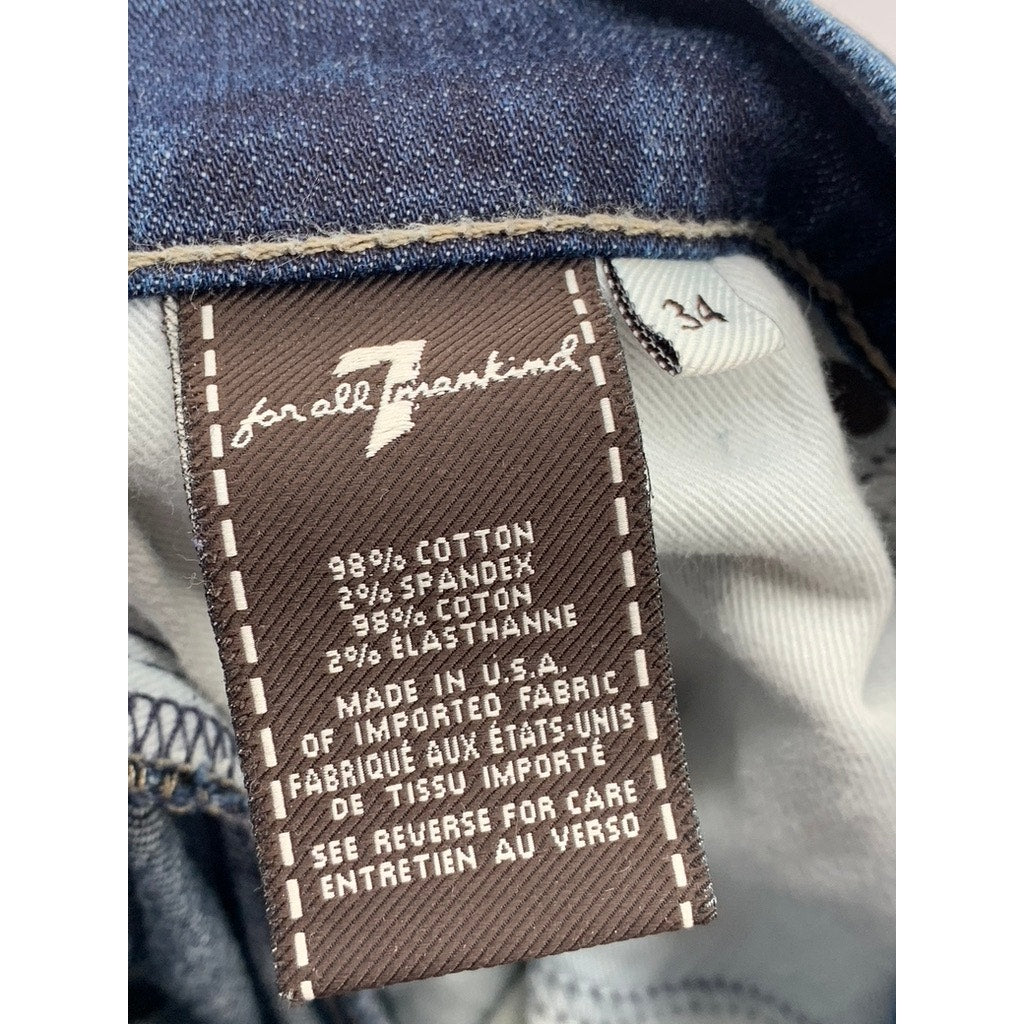 for all 7 mankind
34
98% COTTON
2% SPANDEX
98% COTON
2% ÉLASTHANNE
MADE IN U.S.A.
OF IMPORTED FABRIC
FABRIQUÉ AUX ÉTATS-UNIS
DE TISSU IMPORTÉ
SEE REVERSE FOR CARE
ENTRETIEN AU VERSO